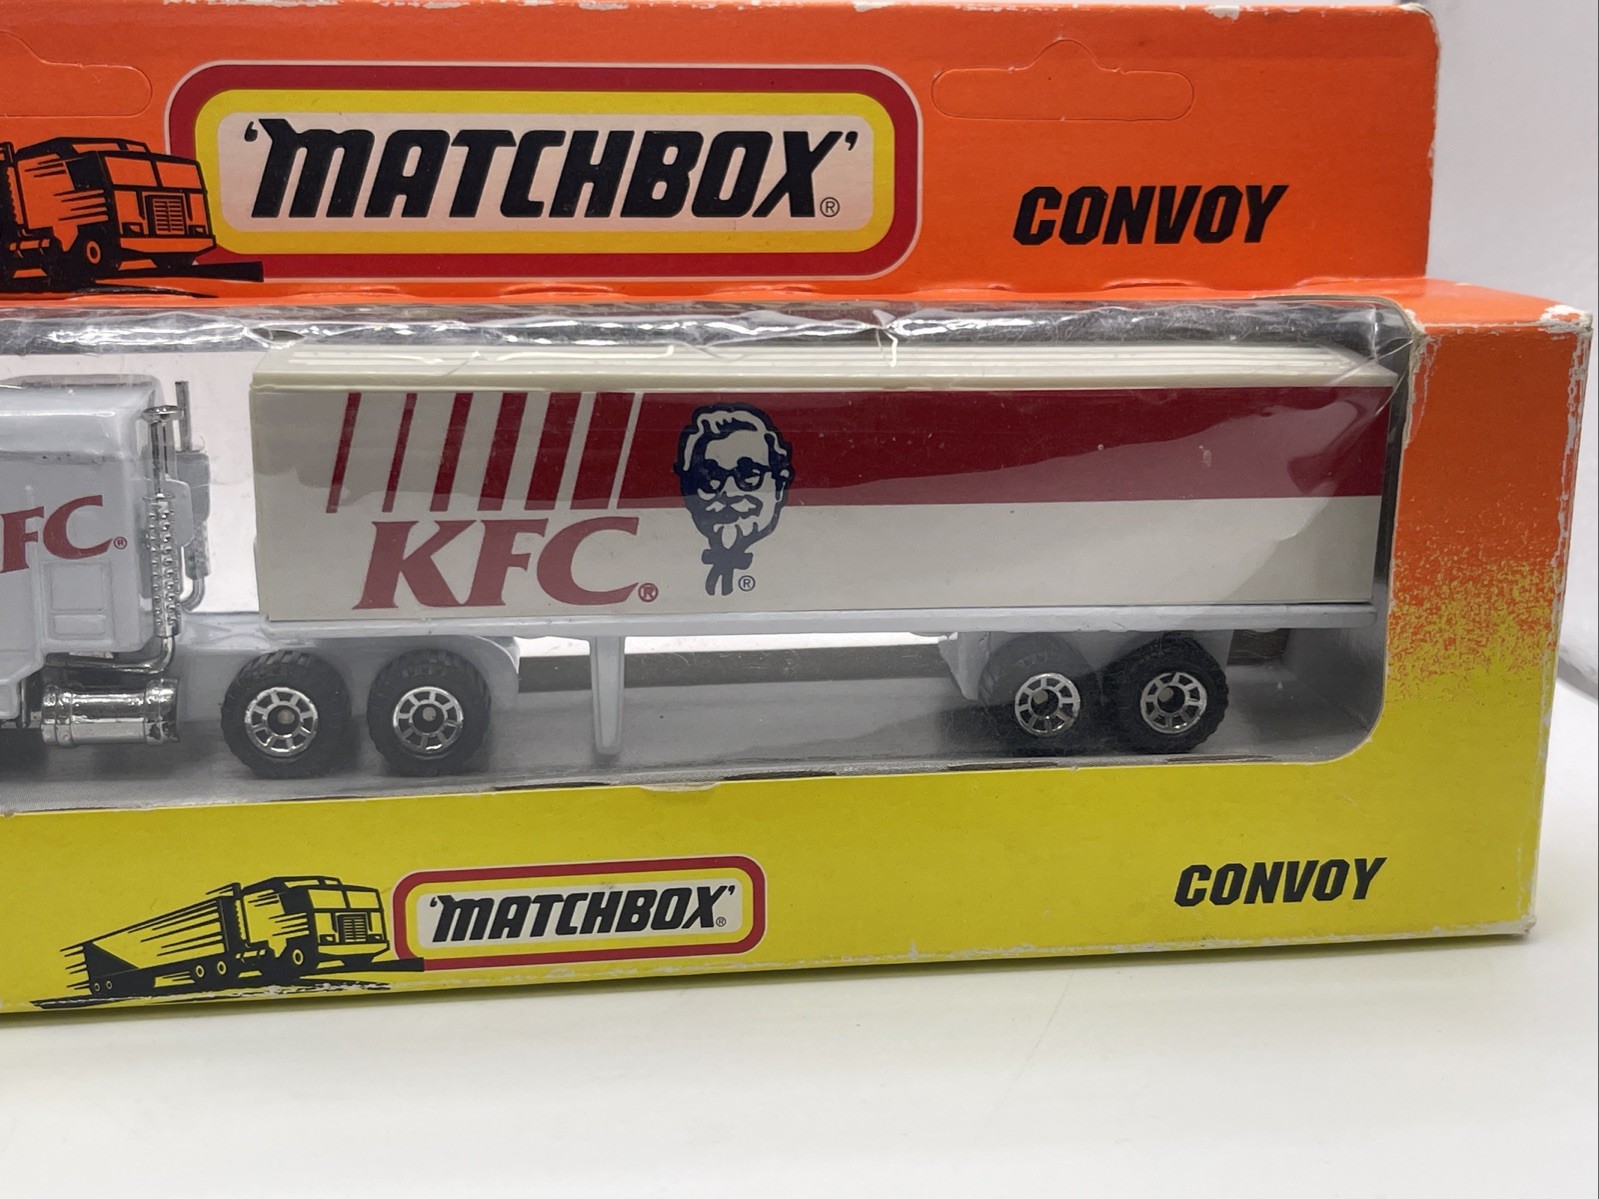 'MATCHBOX'®
CONVOY
FC®
KFC®
®
'MATCHBOX'®
CONVOY